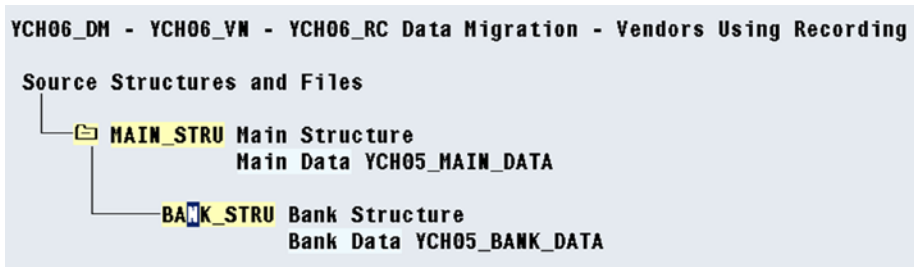 YCH06_DM - YCH06_VN - YCH06_RC Data Migration - Vendors Using Recording
Source Structures and Files
MAIN_STRU Main Structure
Main Data YCH05_MAIN_DATA
BANK_STRU Bank Structure
Bank Data YCH05_BANK_DATA